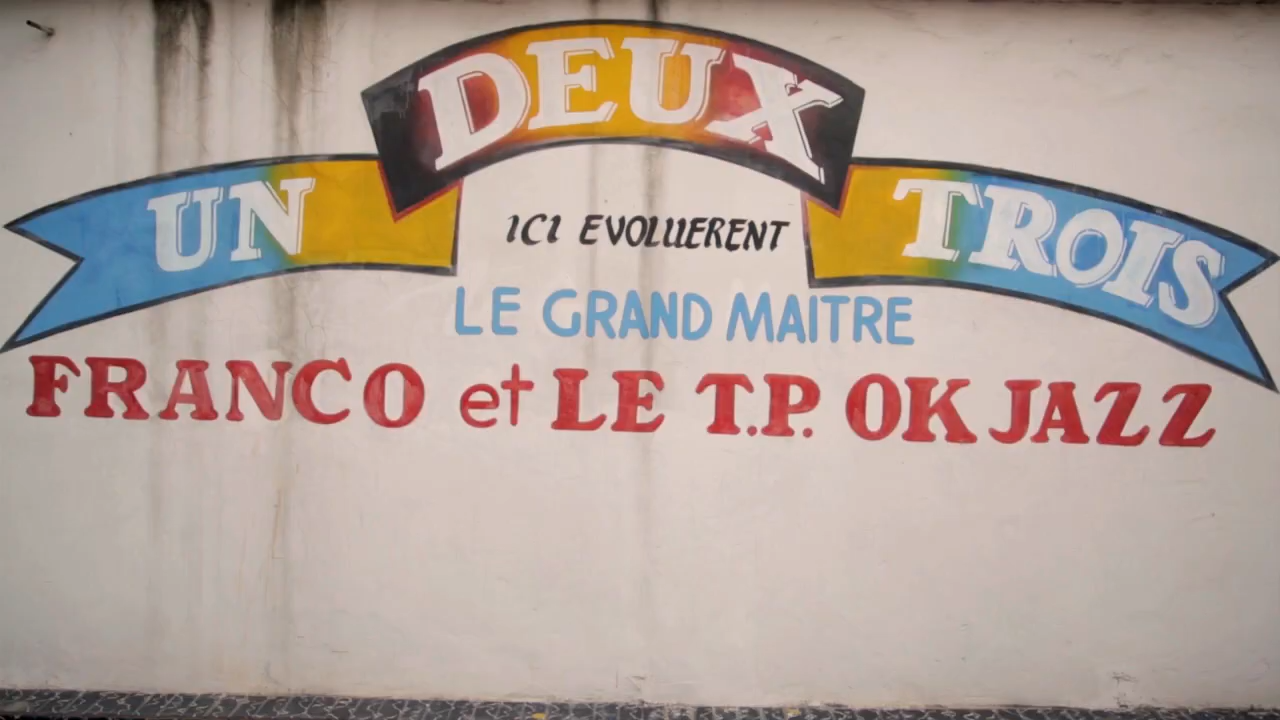 UN DEUX TROIS
ICI EVOLUERENT
LE GRAND MAITRE
FRANCO et LE T.P. OK JAZZ